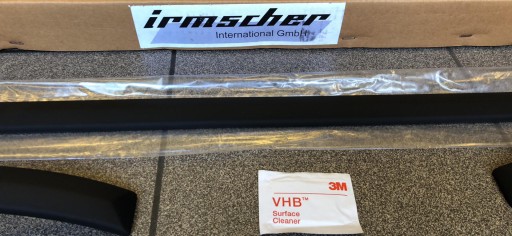 irmscher
International GmbH
3M
VHB™
Surface
Cleaner